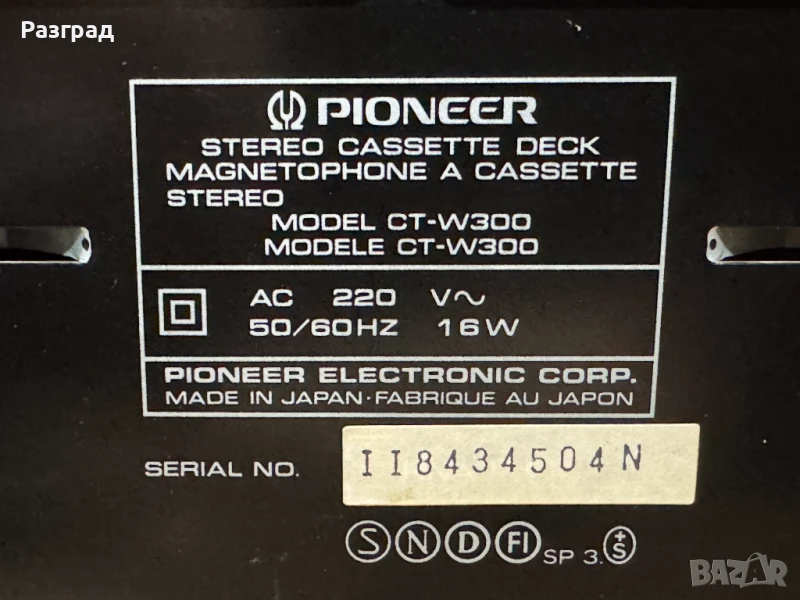 Разград
PIONEER
STEREO CASSETTE DECK
MAGNETOPHONE A CASSETTE
STEREO
MODEL CT-W300
MODELE CT-W300
AC 220 V~
50/60HZ 16W
PIONEER ELECTRONIC CORP.
MADE IN JAPAN·FABRIQUE AU JAPON
SERIAL NO. II8434504N
S N D FI SP 3. +S
BAZAR